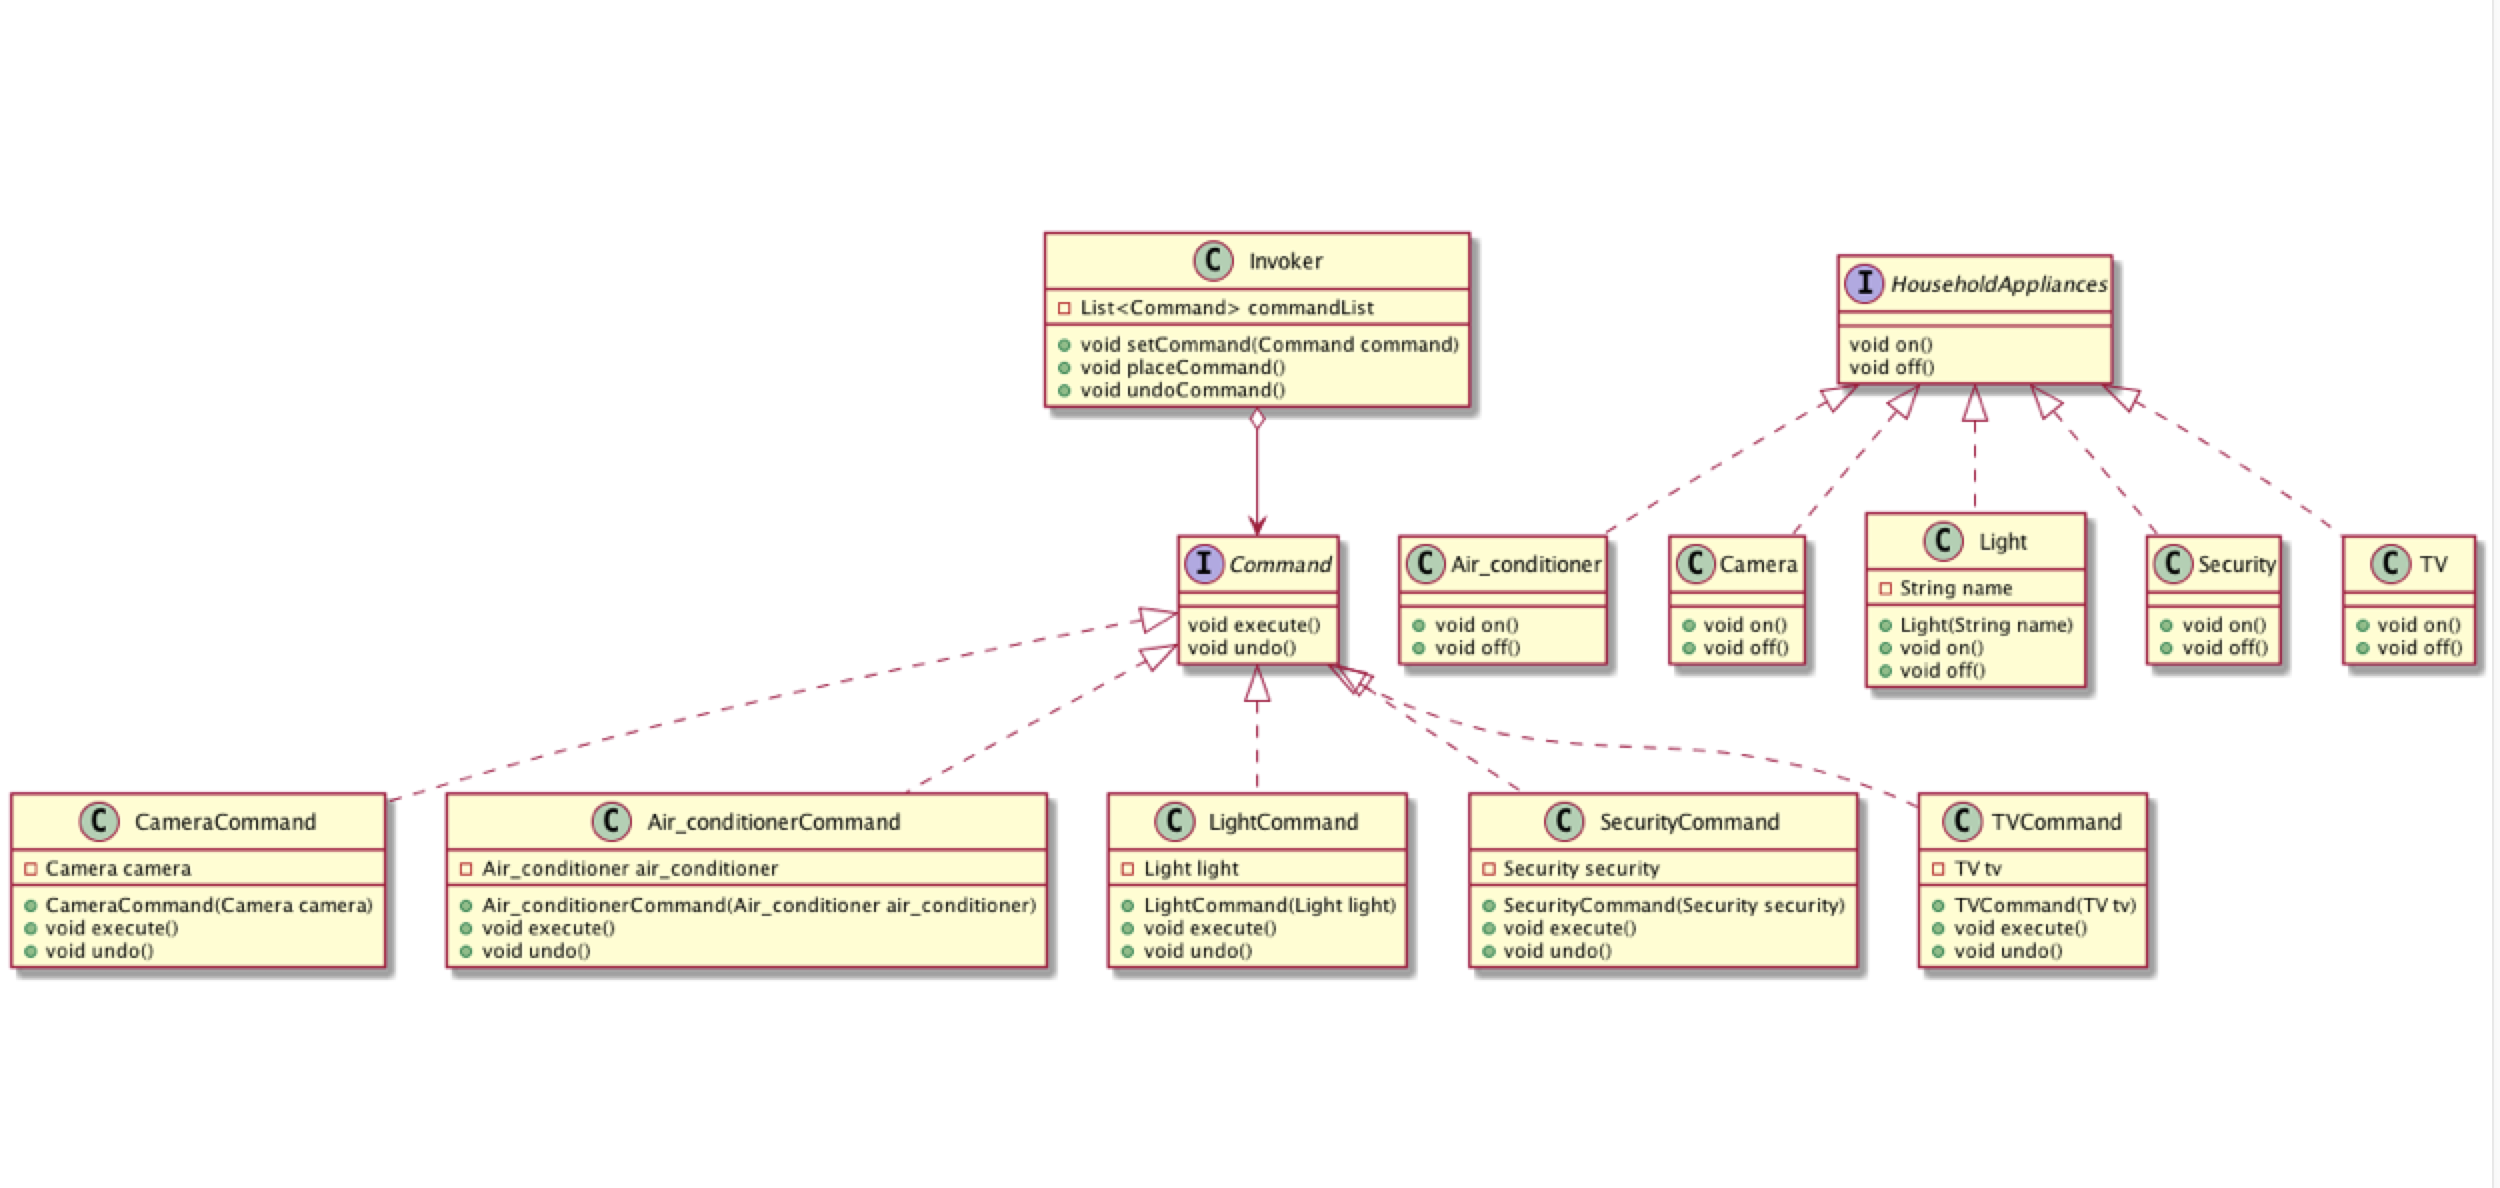 C Invoker
List<Command> commandList
void setCommand(Command command)
void placeCommand()
void undoCommand()
I HouseholdAppliances
void on()
void off()
I Command
void execute()
void undo()
C Air_conditioner
void on()
void off()
C Camera
void on()
void off()
C Light
String name
Light(String name)
void on()
void off()
C Security
void on()
void off()
C TV
void on()
void off()
C CameraCommand
Camera camera
CameraCommand(Camera camera)
void execute()
void undo()
C Air_conditionerCommand
Air_conditioner air_conditioner
Air_conditionerCommand(Air_conditioner air_conditioner)
void execute()
void undo()
C LightCommand
Light light
LightCommand(Light light)
void execute()
void undo()
C SecurityCommand
Security security
SecurityCommand(Security security)
void execute()
void undo()
C TVCommand
TV tv
TVCommand(TV tv)
void execute()
void undo()